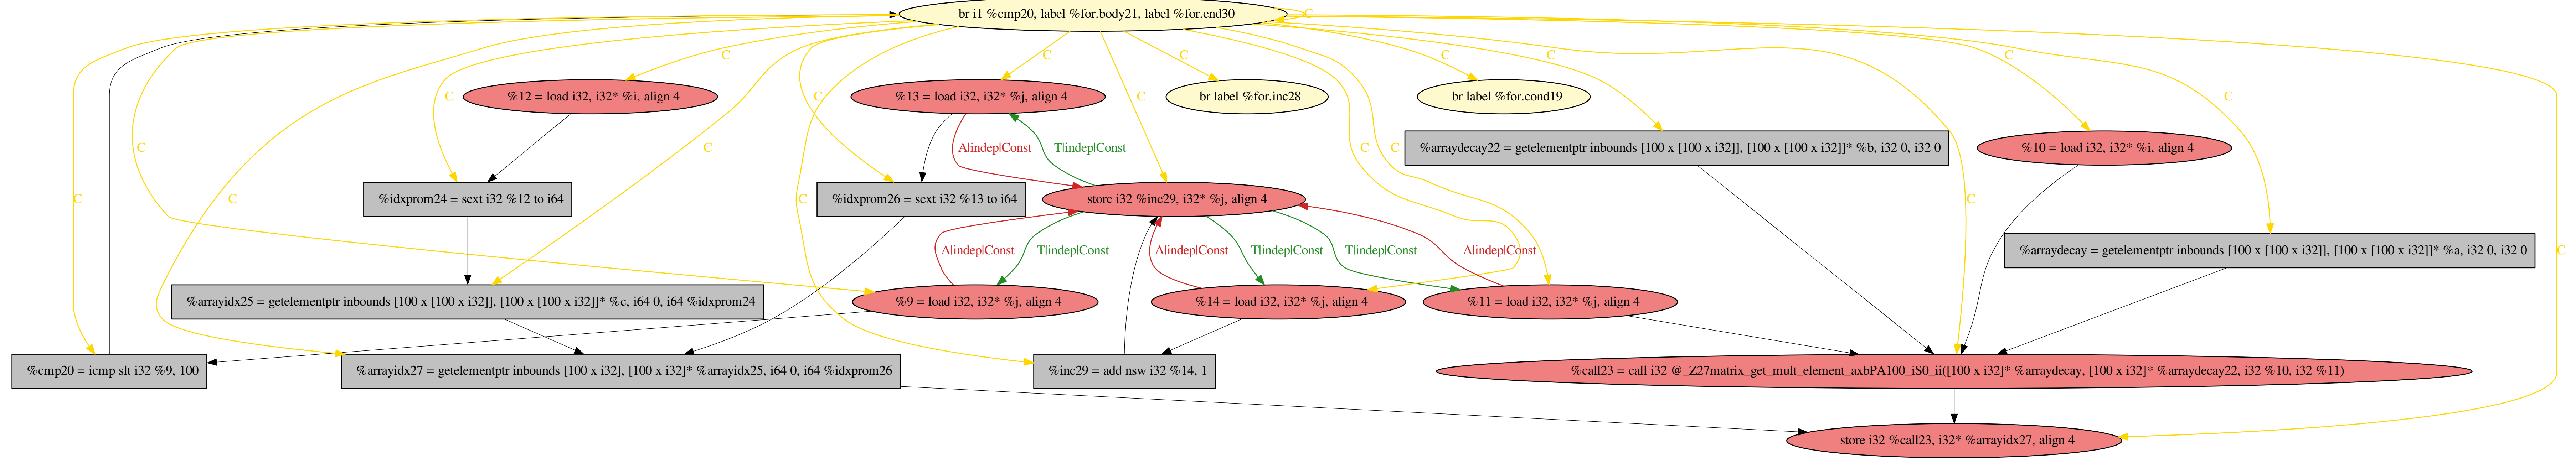 br i1 %cmp20, label %for.body21, label %for.end30
C
C
C
C
C
C
C
%12 = load i32, i32* %i, align 4
C
C
%13 = load i32, i32* %j, align 4
C
br label %for.inc28
br label %for.cond19
C
C
C
C
%arraydecay22 = getelementptr inbounds [100 x [100 x i32]], [100 x [100 x i32]]* %b, i32 0, i32 0
%10 = load i32, i32* %i, align 4
A|indep|Const
T|indep|Const
C
C
C
C
%idxprom24 = sext i32 %12 to i64
%idxprom26 = sext i32 %13 to i64
store i32 %inc29, i32* %j, align 4
C
C
C
C
A|indep|Const
T|indep|Const
A|indep|Const
T|indep|Const
T|indep|Const
A|indep|Const
%arraydecay = getelementptr inbounds [100 x [100 x i32]], [100 x [100 x i32]]* %a, i32 0, i32 0
C
%arrayidx25 = getelementptr inbounds [100 x [100 x i32]], [100 x [100 x i32]]* %c, i64 0, i64 %idxprom24
%9 = load i32, i32* %j, align 4
%14 = load i32, i32* %j, align 4
%11 = load i32, i32* %j, align 4
%cmp20 = icmp slt i32 %9, 100
%arrayidx27 = getelementptr inbounds [100 x i32], [100 x i32]* %arrayidx25, i64 0, i64 %idxprom26
%inc29 = add nsw i32 %14, 1
%call23 = call i32 @_Z27matrix_get_mult_element_axbPA100_iS0_ii([100 x i32]* %arraydecay, [100 x i32]* %arraydecay22, i32 %10, i32 %11)
store i32 %call23, i32* %arrayidx27, align 4